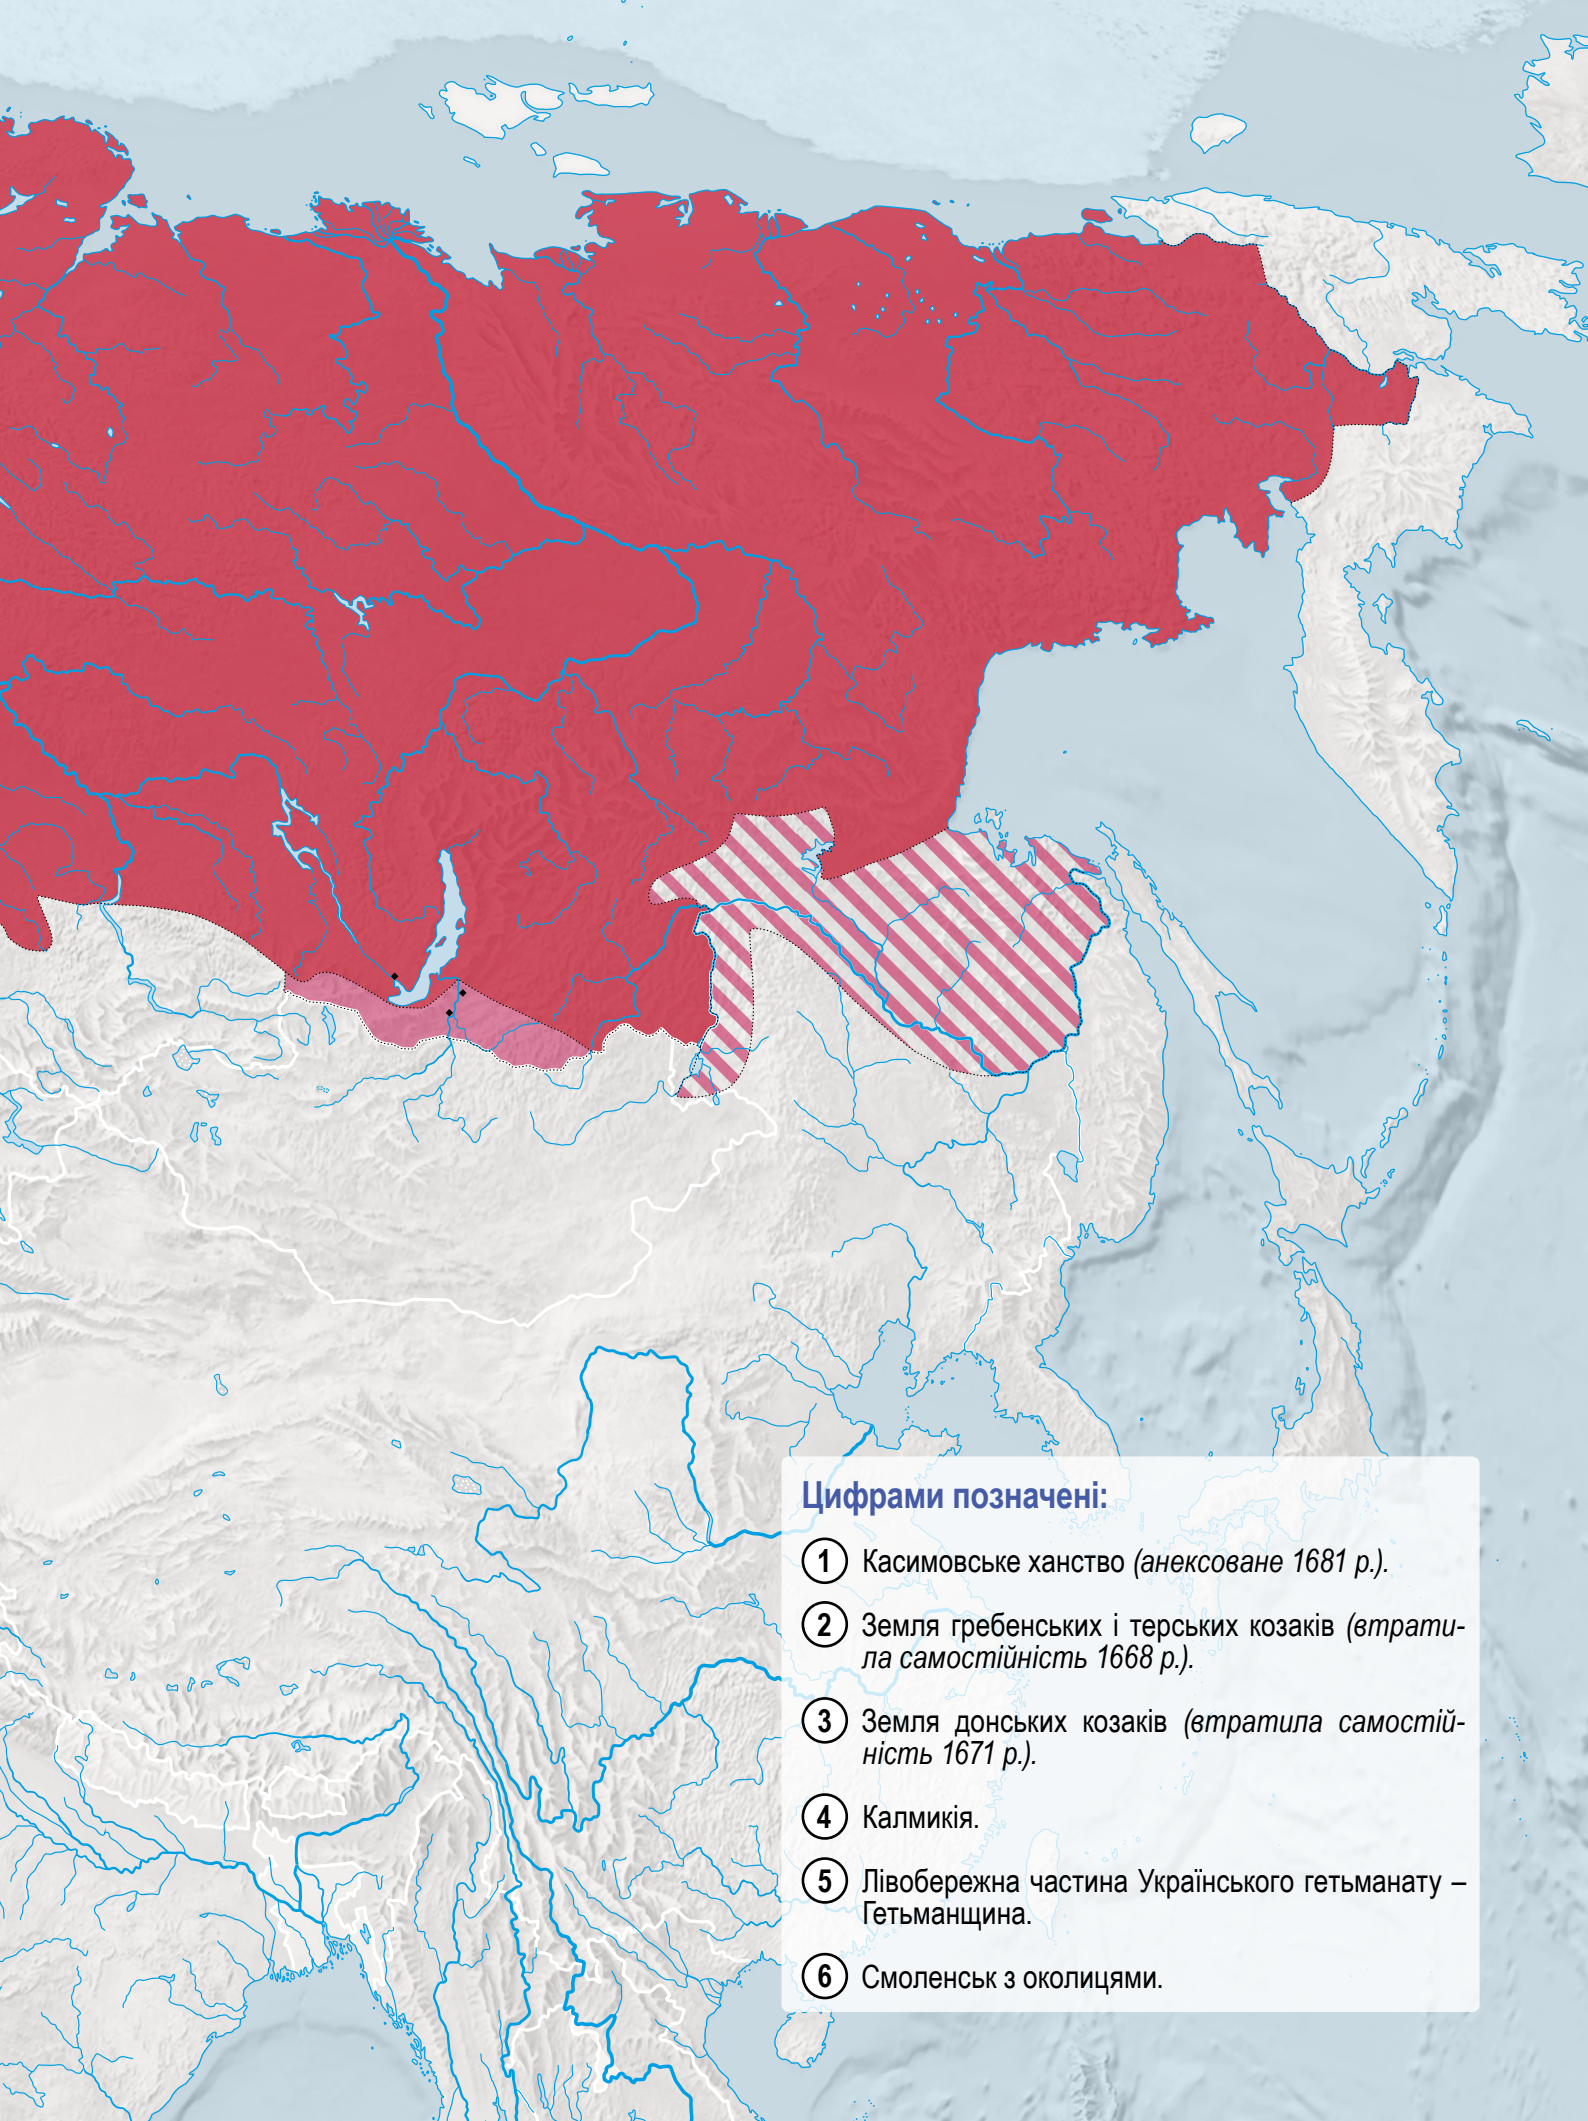 Цифрами позначені:
1 Касимовське ханство (анексоване 1681 р.).
2 Земля гребенських і терських козаків (втрати-
ла самостійність 1668 р.).
3 Земля донських козаків (втратила самостій-
ність 1671 р.).
4 Калмикія.
5 Лівобережна частина Українського гетьманату –
Гетьманщина.
6 Смоленськ з околицями.